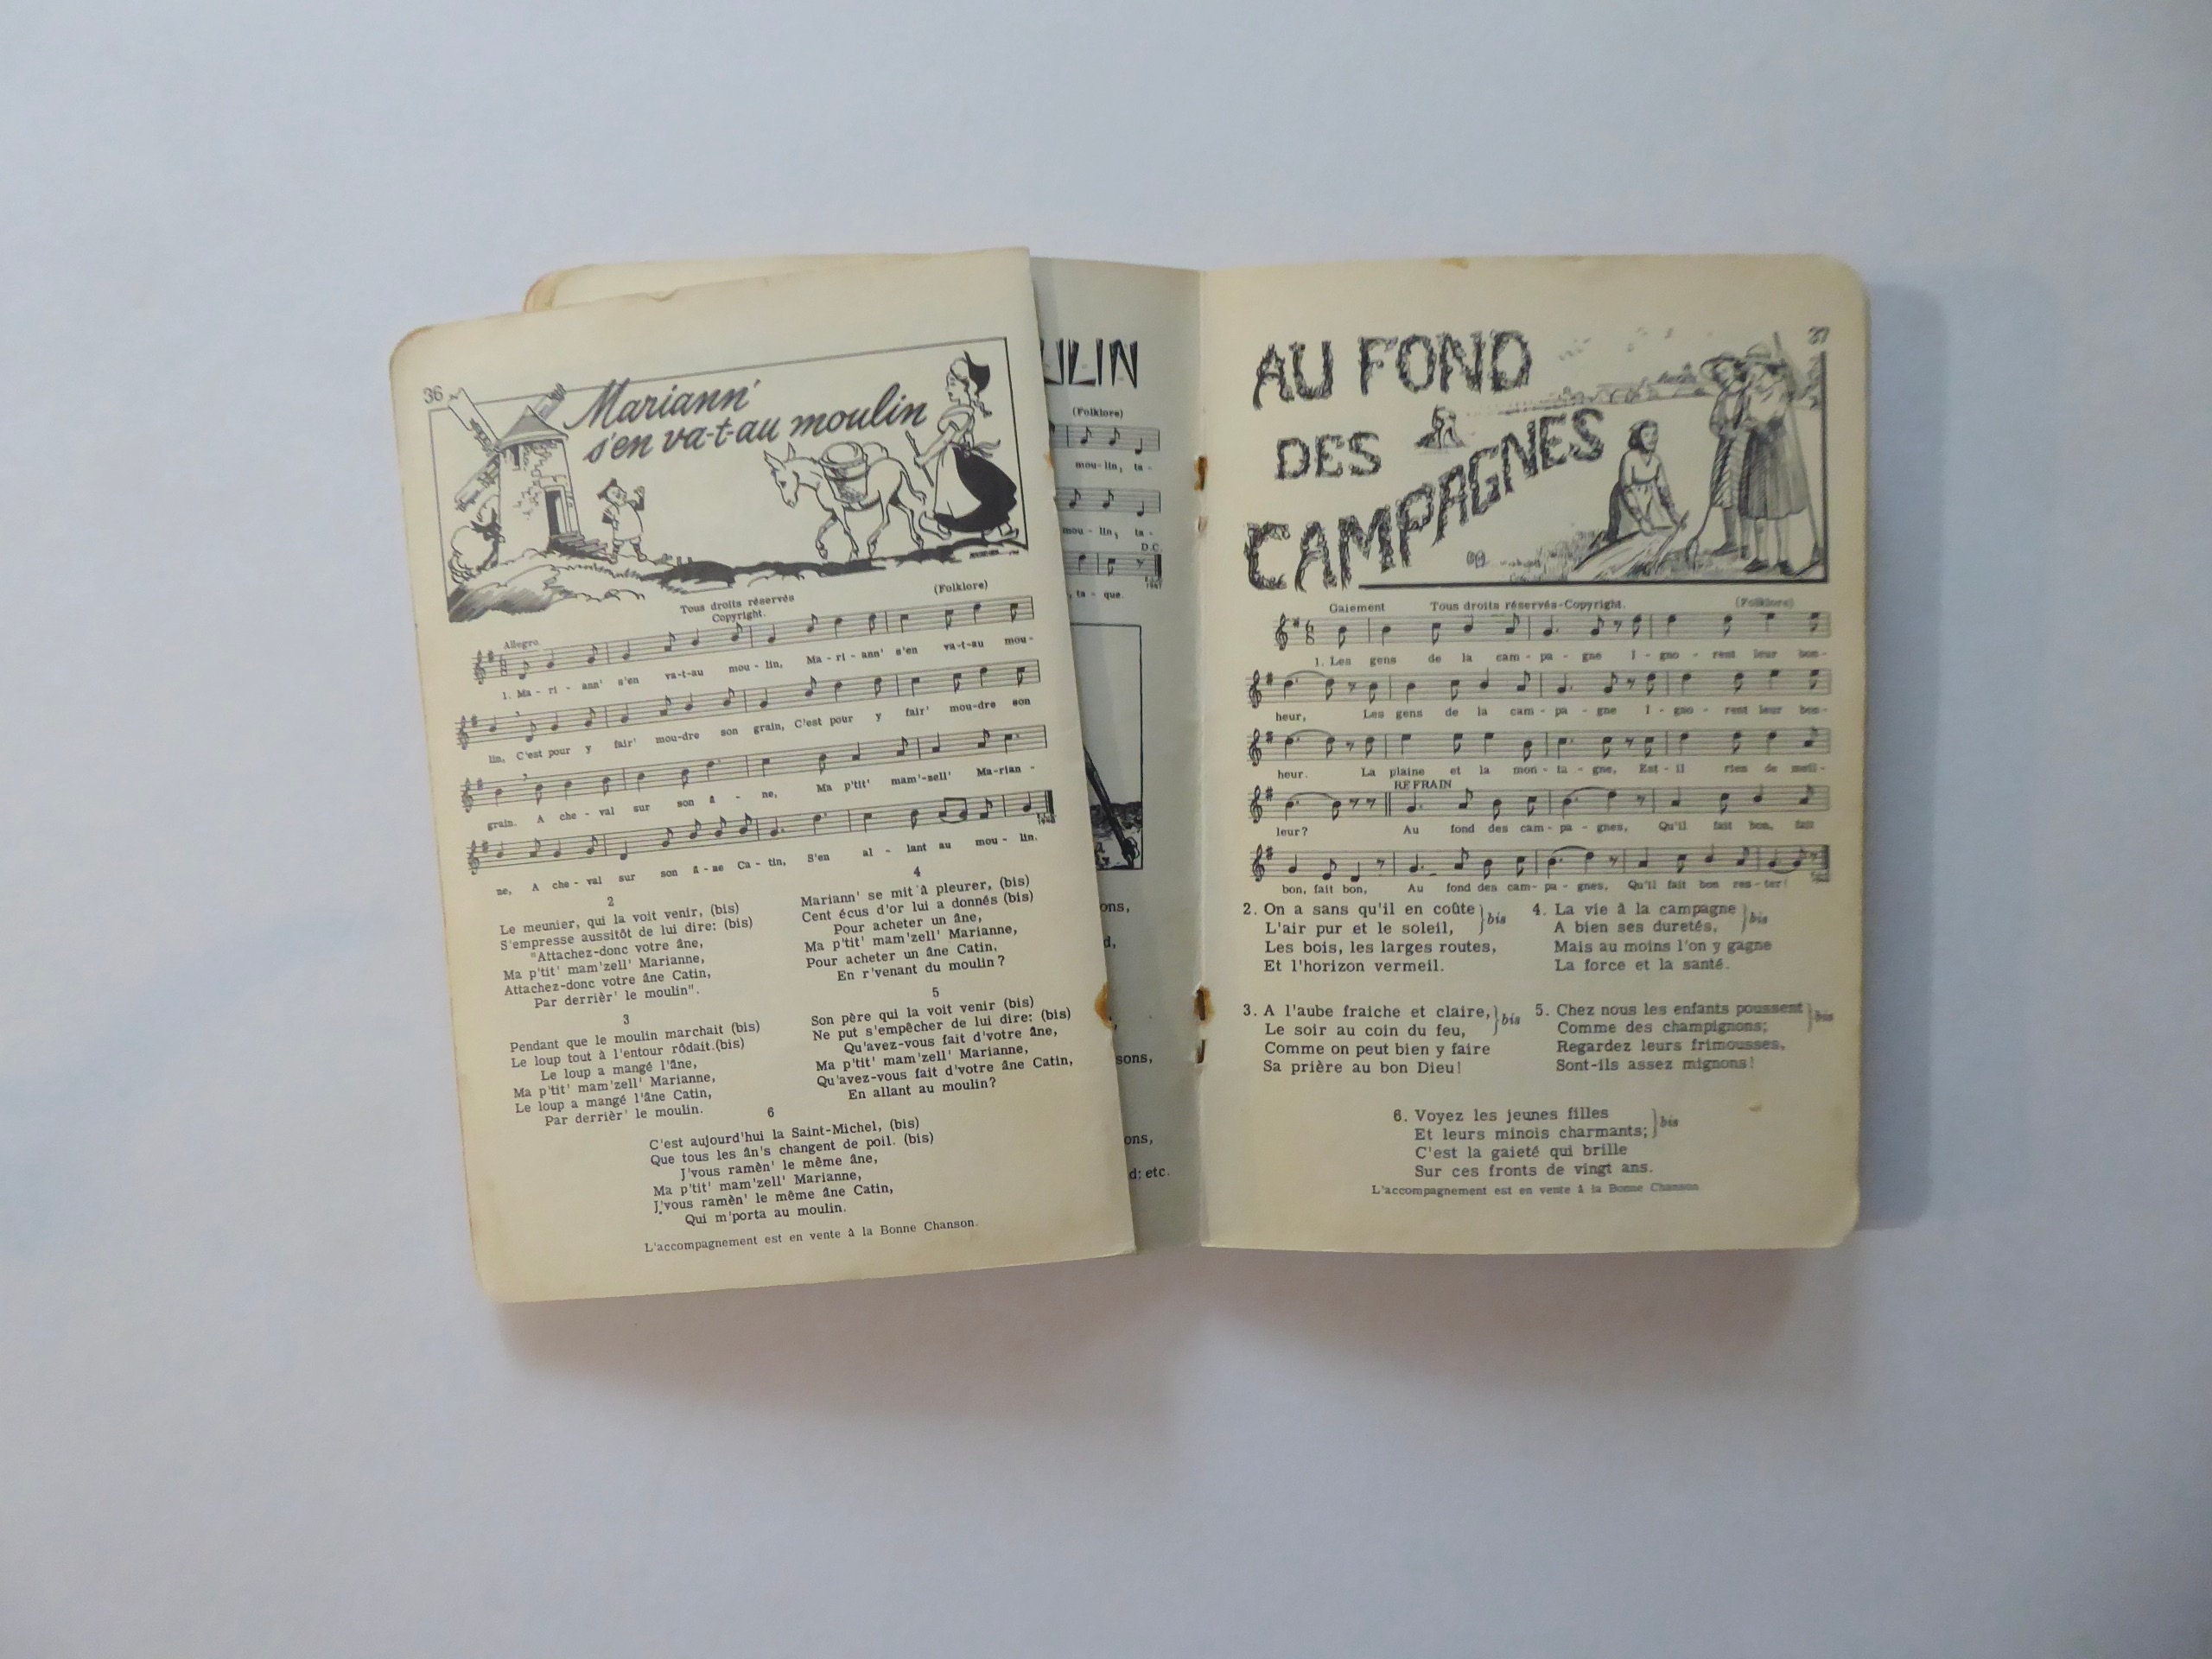 36
Mariann'
s'en va-t-au moulin
Tous droits réservés
Copyright.
(Folklore)
Allegro
1. Ma - ri - ann' s'en va-t-au mou - lin, Ma - ri - ann' s'en va-t-au mou -
lin, C'est pour y fair' mou-dre son grain, C'est pour y fair' mou-dre son
grain. A che - val sur son â - ne, Ma p'tit' mam'-zell' Ma-rian -
ne, A che - val sur son â - ne Ca - tin, S'en al - lant au mou - lin.
2
Le meunier, qui la voit venir, (bis)
S'empresse aussitôt de lui dire: (bis)
"Attachez-donc votre âne,
Ma p'tit' mam'zell' Marianne,
Attachez-donc votre âne Catin,
Par derrièr' le moulin".
3
Pendant que le moulin marchait (bis)
Le loup tout à l'entour rôdait.(bis)
Le loup a mangé l'âne,
Ma p'tit' mam'zell' Marianne,
Le loup a mangé l'âne Catin,
Par derrièr' le moulin.
4
Mariann' se mit à pleurer, (bis)
Cent écus d'or lui a donnés (bis)
Pour acheter un âne,
Ma p'tit' mam'zell' Marianne,
Pour acheter un âne Catin,
En r'venant du moulin?
5
Son père qui la voit venir (bis)
Ne put s'empêcher de lui dire: (bis)
Qu'avez-vous fait d'votre âne,
Ma p'tit' mam'zell' Marianne,
Qu'avez-vous fait d'votre âne Catin,
En allant au moulin?
6
C'est aujourd'hui la Saint-Michel, (bis)
Que tous les ân's changent de poil. (bis)
J'vous ramèn' le même âne,
Ma p'tit' mam'zell' Marianne,
J'vous ramèn' le même âne Catin,
Qui m'porta au moulin.
L'accompagnement est en vente à la Bonne Chanson.
ULIN
(Folklore)
mou-lin, ta -
mou - lin, ta -
D.C.
, ta - que.
ons,
d,
sons,
ons,
d; etc.
37
AU FOND
DES
CAMPAGNES
Gaiement Tous droits réservés-Copyright. (Folklore)
1. Les gens de la cam - pa - gne I - gno - rent leur bon -
heur, Les gens de la cam - pa - gne I - gno - rent leur bon -
heur. La plaine et la mon - ta - gne, Est - il rien de meil -
REFRAIN
leur? Au fond des cam - pa - gnes, Qu'il fait bon, fait
bon, fait bon, Au fond des cam - pa - gnes, Qu'il fait bon res - ter!
2. On a sans qu'il en coûte
L'air pur et le soleil, bis
Les bois, les larges routes,
Et l'horizon vermeil.
3. A l'aube fraiche et claire,
Le soir au coin du feu, bis
Comme on peut bien y faire
Sa prière au bon Dieu!
4. La vie à la campagne
A bien ses duretés, bis
Mais au moins l'on y gagne
La force et la santé.
5. Chez nous les enfants poussent
Comme des champignons; bis
Regardez leurs frimousses,
Sont-ils assez mignons!
6. Voyez les jeunes filles
Et leurs minois charmants; bis
C'est la gaieté qui brille
Sur ces fronts de vingt ans.
L'accompagnement est en vente à la Bonne Chanson